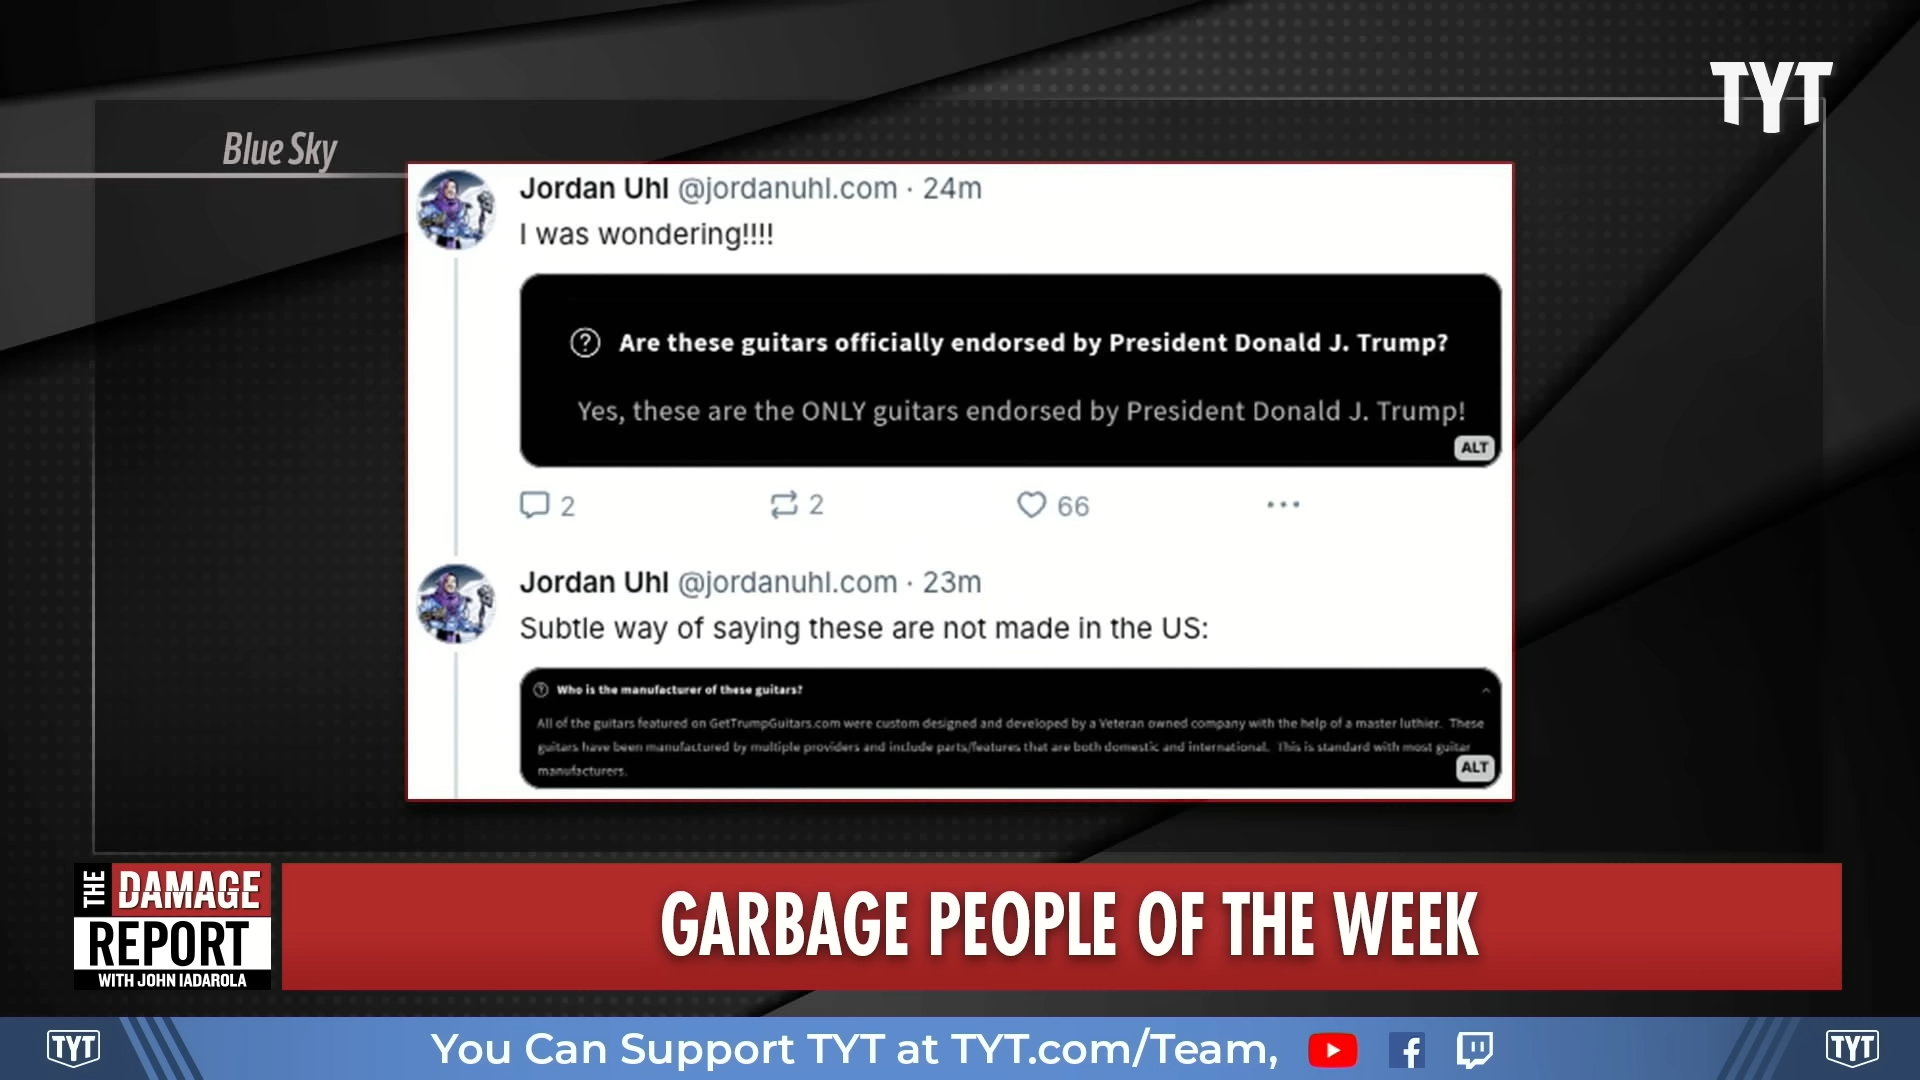 TYT
Blue Sky
Jordan Uhl @jordanuhl.com · 24m
I was wondering!!!!
Are these guitars officially endorsed by President Donald J. Trump?
Yes, these are the ONLY guitars endorsed by President Donald J. Trump!
ALT
2 2 66
Jordan Uhl @jordanuhl.com · 23m
Subtle way of saying these are not made in the US:
Who is the manufacturer of these guitars?
All of the guitars featured on GetTrumpGuitars.com were custom designed and developed by a Veteran owned company with the help of a master luthier. These
guitars have been manufactured by multiple providers and include parts/features that are both domestic and international. This is standard with most guitar
manufacturers.
ALT
THE DAMAGE
REPORT
WITH JOHN IADAROLA
GARBAGE PEOPLE OF THE WEEK
TYT You Can Support TYT at TYT.com/Team, TYT